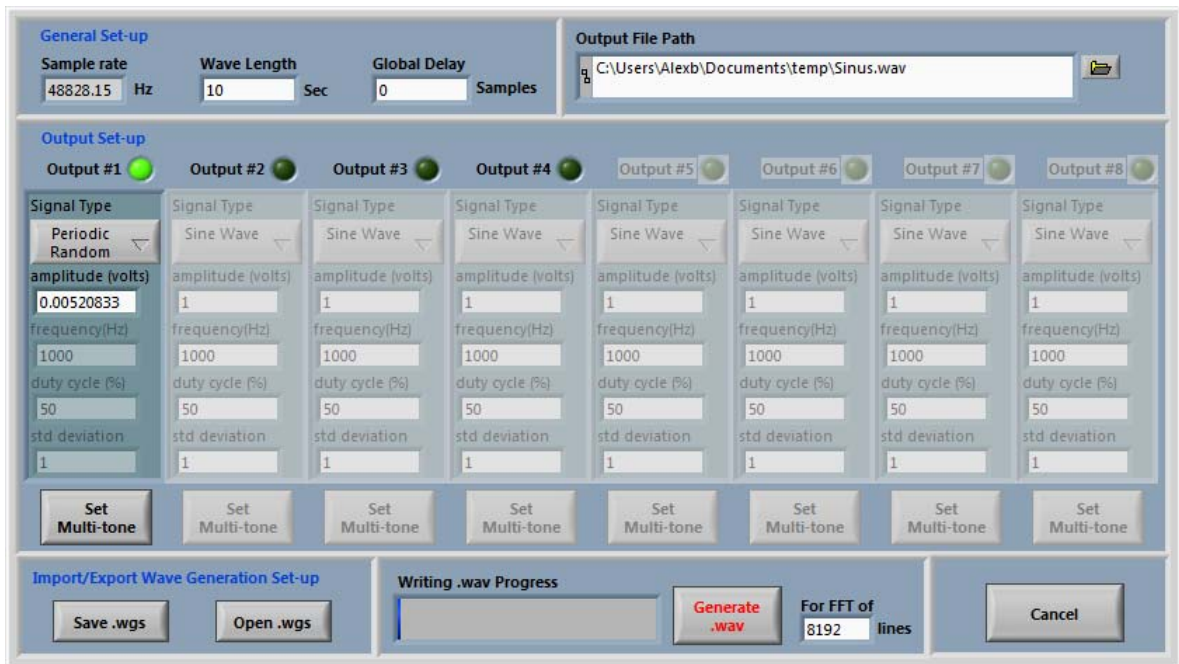 General Set-up
Sample rate Wave Length Global Delay
48828.15 Hz 10 Sec 0 Samples
Output File Path
C:\Users\Alexb\Documents\temp\Sinus.wav
Output Set-up
Output #1 Output #2 Output #3 Output #4 Output #5 Output #6 Output #7 Output #8
Signal Type Signal Type Signal Type Signal Type Signal Type Signal Type Signal Type Signal Type
Periodic Sine Wave Sine Wave Sine Wave Sine Wave Sine Wave Sine Wave Sine Wave
Random
amplitude (volts) amplitude (volts) amplitude (volts) amplitude (volts) amplitude (volts) amplitude (volts) amplitude (volts) amplitude (volts)
0.00520833 1 1 1 1 1 1 1
frequency(Hz) frequency(Hz) frequency(Hz) frequency(Hz) frequency(Hz) frequency(Hz) frequency(Hz) frequency(Hz)
1000 1000 1000 1000 1000 1000 1000 1000
duty cycle (%) duty cycle (%) duty cycle (%) duty cycle (%) duty cycle (%) duty cycle (%) duty cycle (%) duty cycle (%)
50 50 50 50 50 50 50 50
std deviation std deviation std deviation std deviation std deviation std deviation std deviation std deviation
1 1 1 1 1 1 1 1
Set Set Set Set Set Set Set Set
Multi-tone Multi-tone Multi-tone Multi-tone Multi-tone Multi-tone Multi-tone Multi-tone
Import/Export Wave Generation Set-up
Save .wgs Open .wgs
Writing .wav Progress
Generate
.wav
For FFT of
8192 lines
Cancel